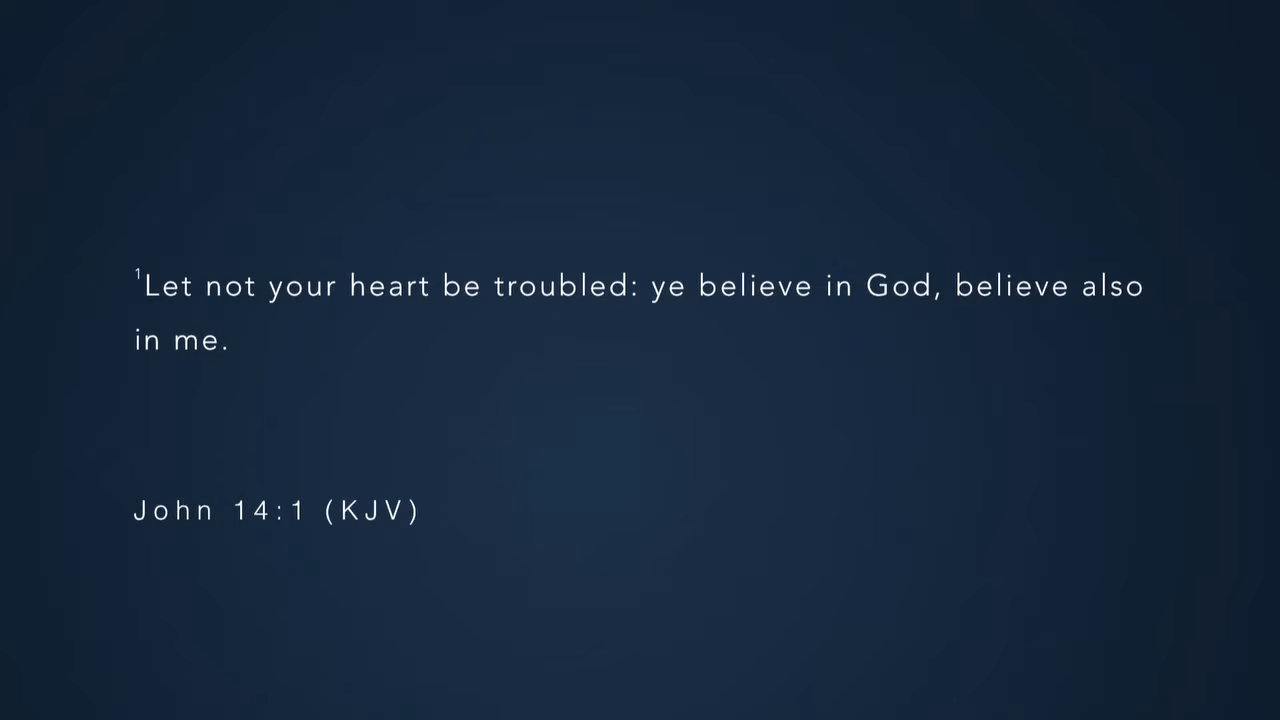 ¹Let not your heart be troubled: ye believe in God, believe also
in me.
John 14:1 (KJV)